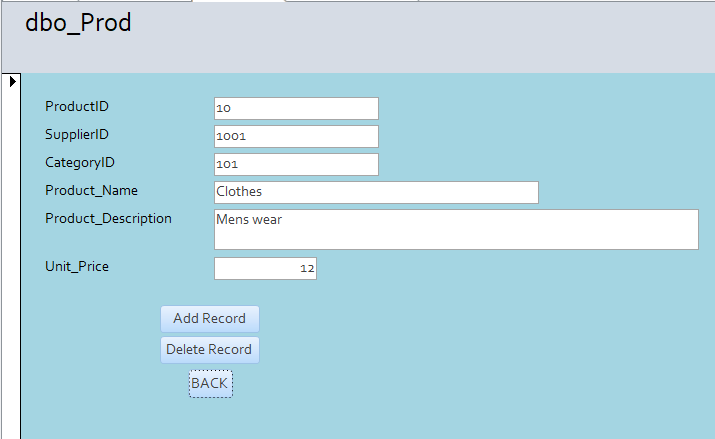 dbo_Prod
ProductID 10
SupplierID 1001
CategoryID 101
Product_Name Clothes
Product_Description Mens wear
Unit_Price 12
Add Record
Delete Record
BACK